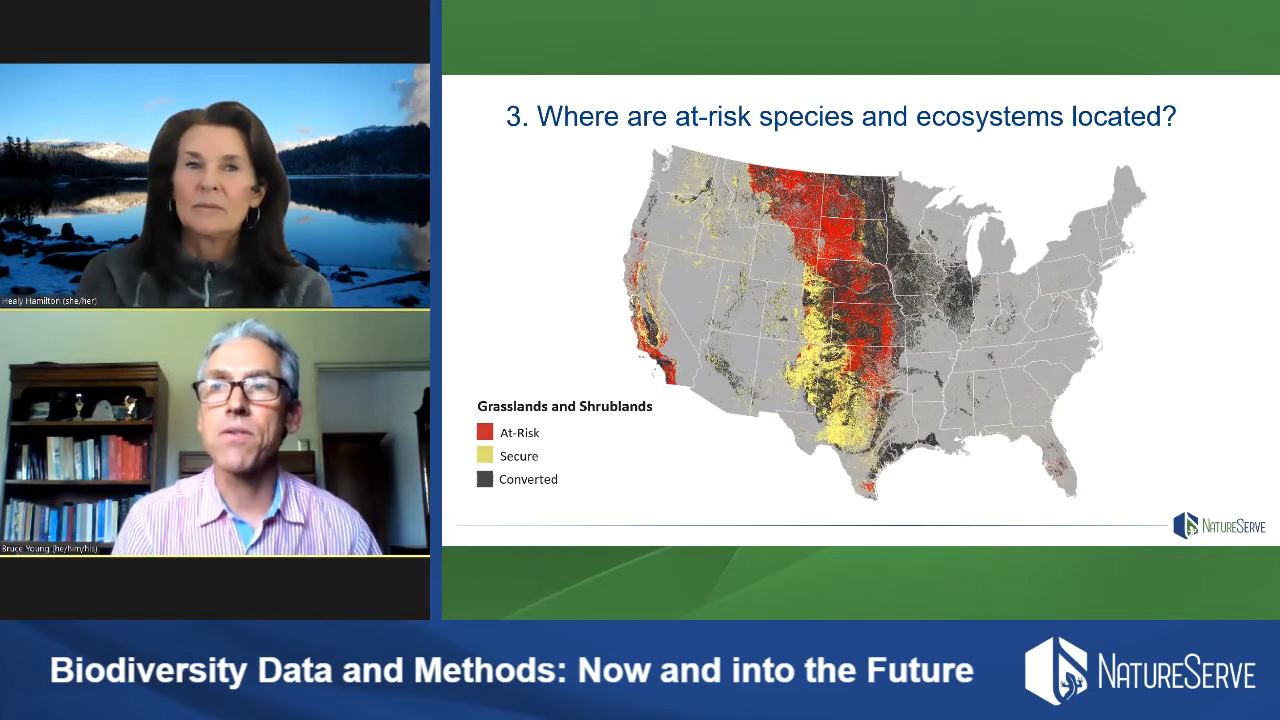 3. Where are at-risk species and ecosystems located?
Healy Hamilton (she/her)
Bruce Young (he/him/his)
Grasslands and Shrublands
At-Risk
Secure
Converted
NATURESERVE
Biodiversity Data and Methods: Now and into the Future
NATURESERVE